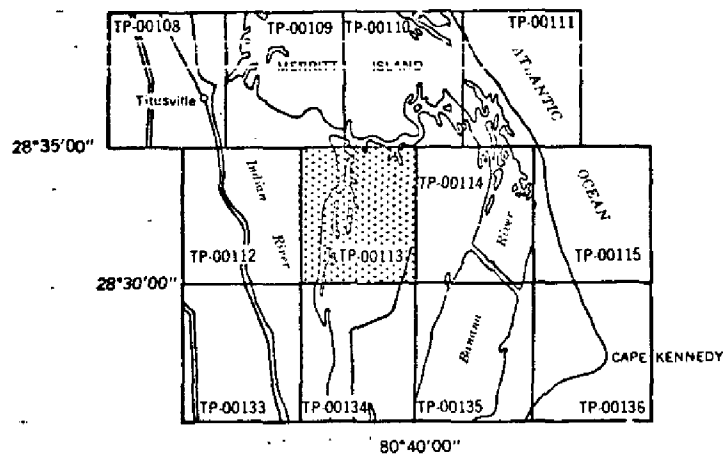 TP-00108
TP-00109
TP-00110
TP-00111
MERRITT ISLAND
ATLANTIC
Titusville
28°35'00"
Indian
River
TP-00114
River
OCEAN
TP-00112
TP-00113
TP-00115
28°30'00"
Banana
CAPE KENNEDY
TP-00133
TP-00134
TP-00135
TP-00136
80°40'00"